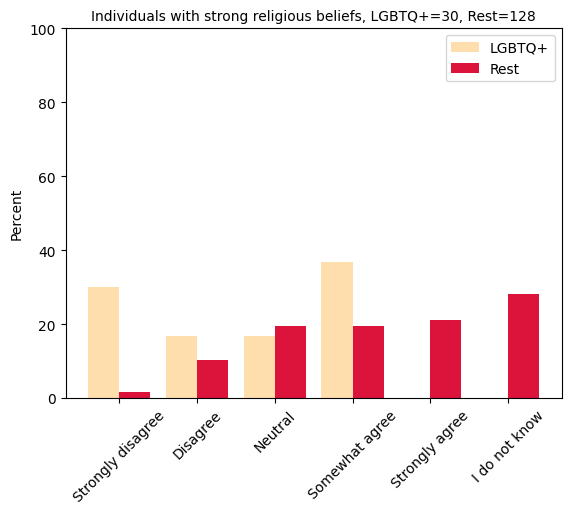 Individuals with strong religious beliefs, LGBTQ+=30, Rest=128
LGBTQ+
Rest
Percent
100
80
60
40
20
0
Strongly disagree
Disagree
Neutral
Somewhat agree
Strongly agree
I do not know